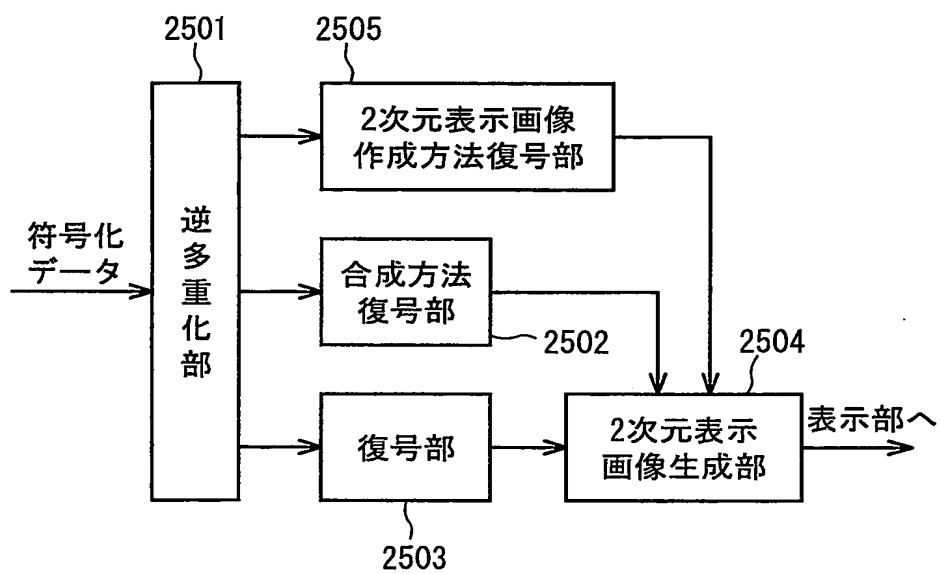 2501
2505
2次元表示画像
作成方法復号部
符号化
データ
逆多重化部
合成方法
復号部
2502
2504
復号部
2503
2次元表示
画像生成部
表示部へ